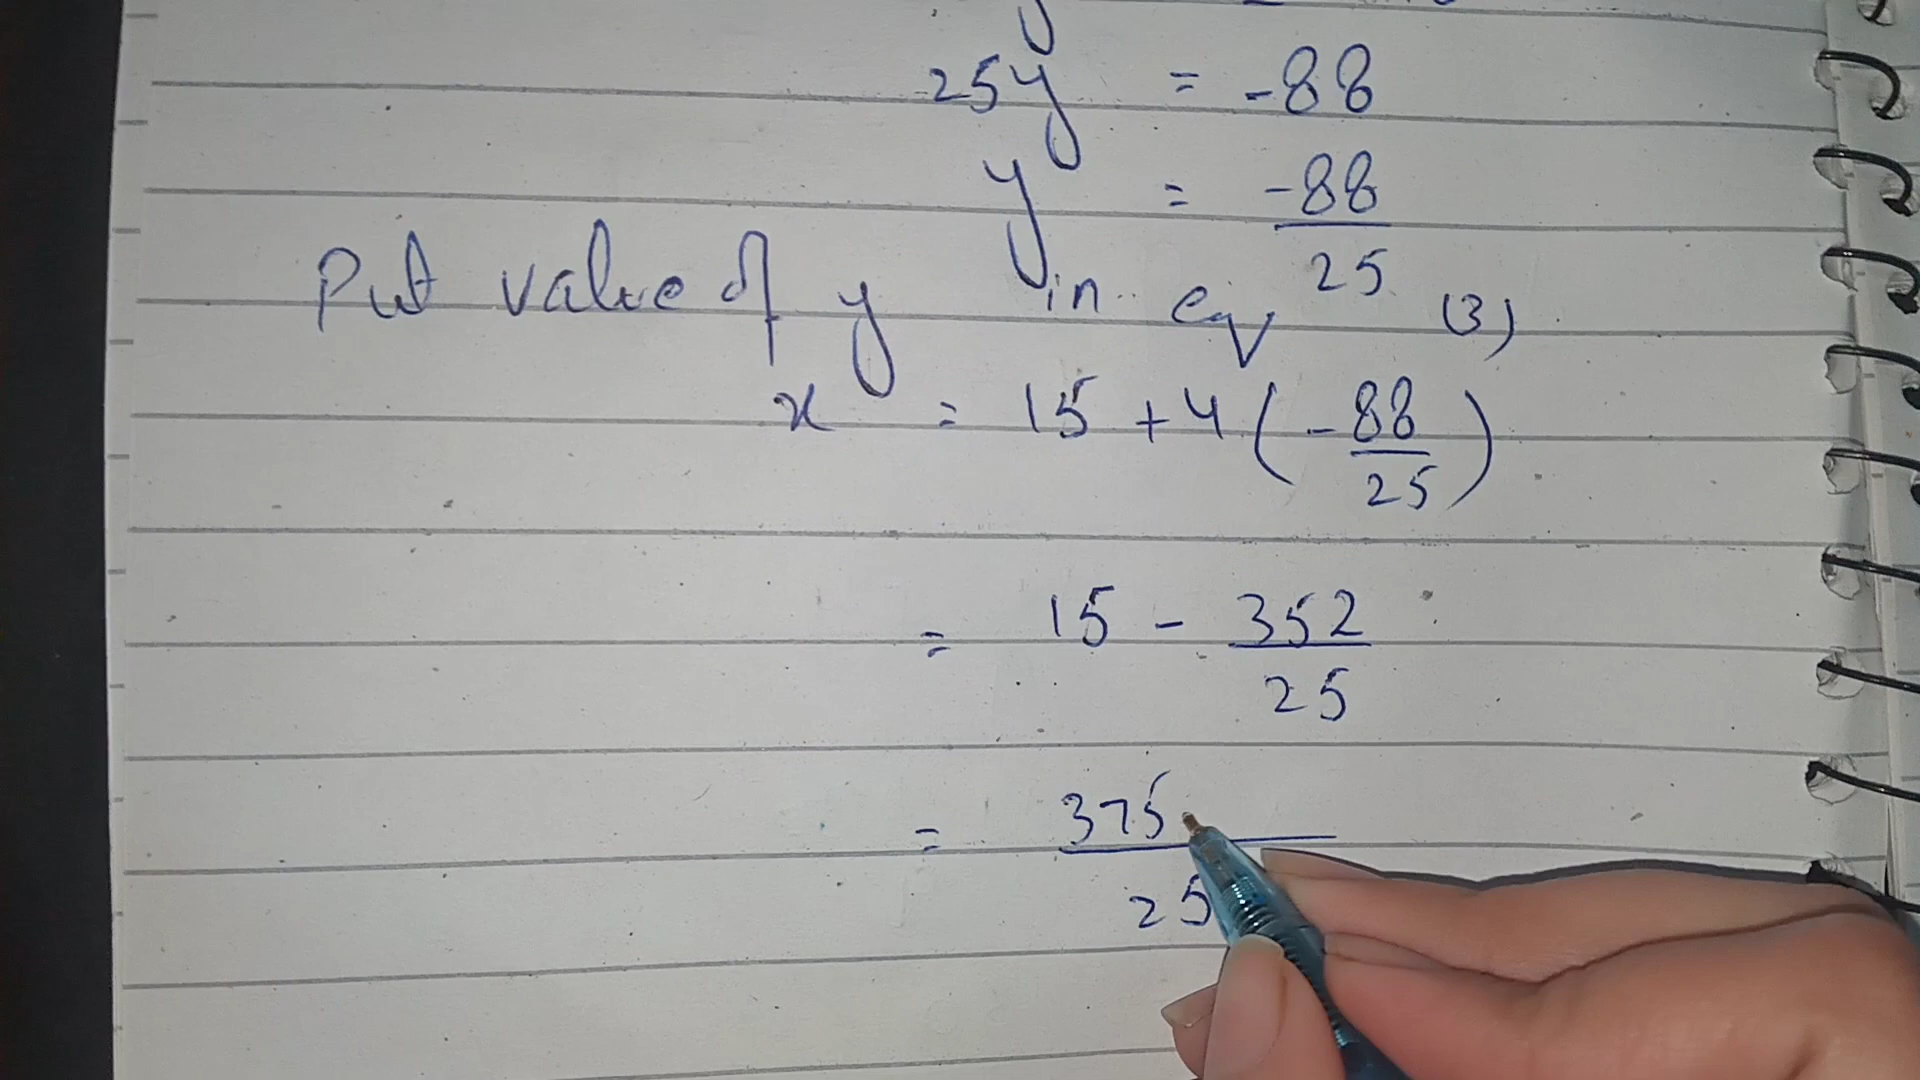 25y = -88
y = -88/25
Put value of y in eq (3)
x = 15 + 4(-88/25)
= 15 - 352/25
= 375/25